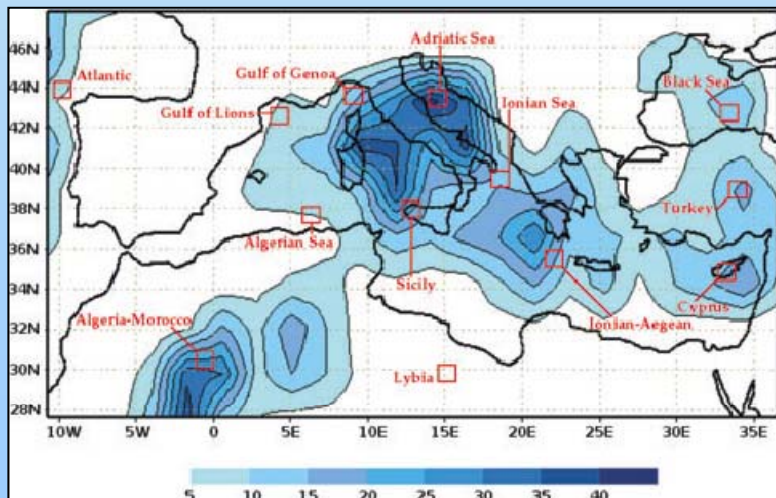 46N
44N
42N
40N
38N
36N
34N
32N
30N
28N
Adriatic Sea
Atlantic
Gulf of Genoa
Black Sea
Ionian Sea
Gulf of Lions
Turkey
Algerian Sea
Sicily
Cyprus
Algeria-Morocco
Ionian-Aegean
Lybiia
10W 5W 0 5E 10E 15E 20E 25E 30E 35E
5 10 15 20 25 30 35 40